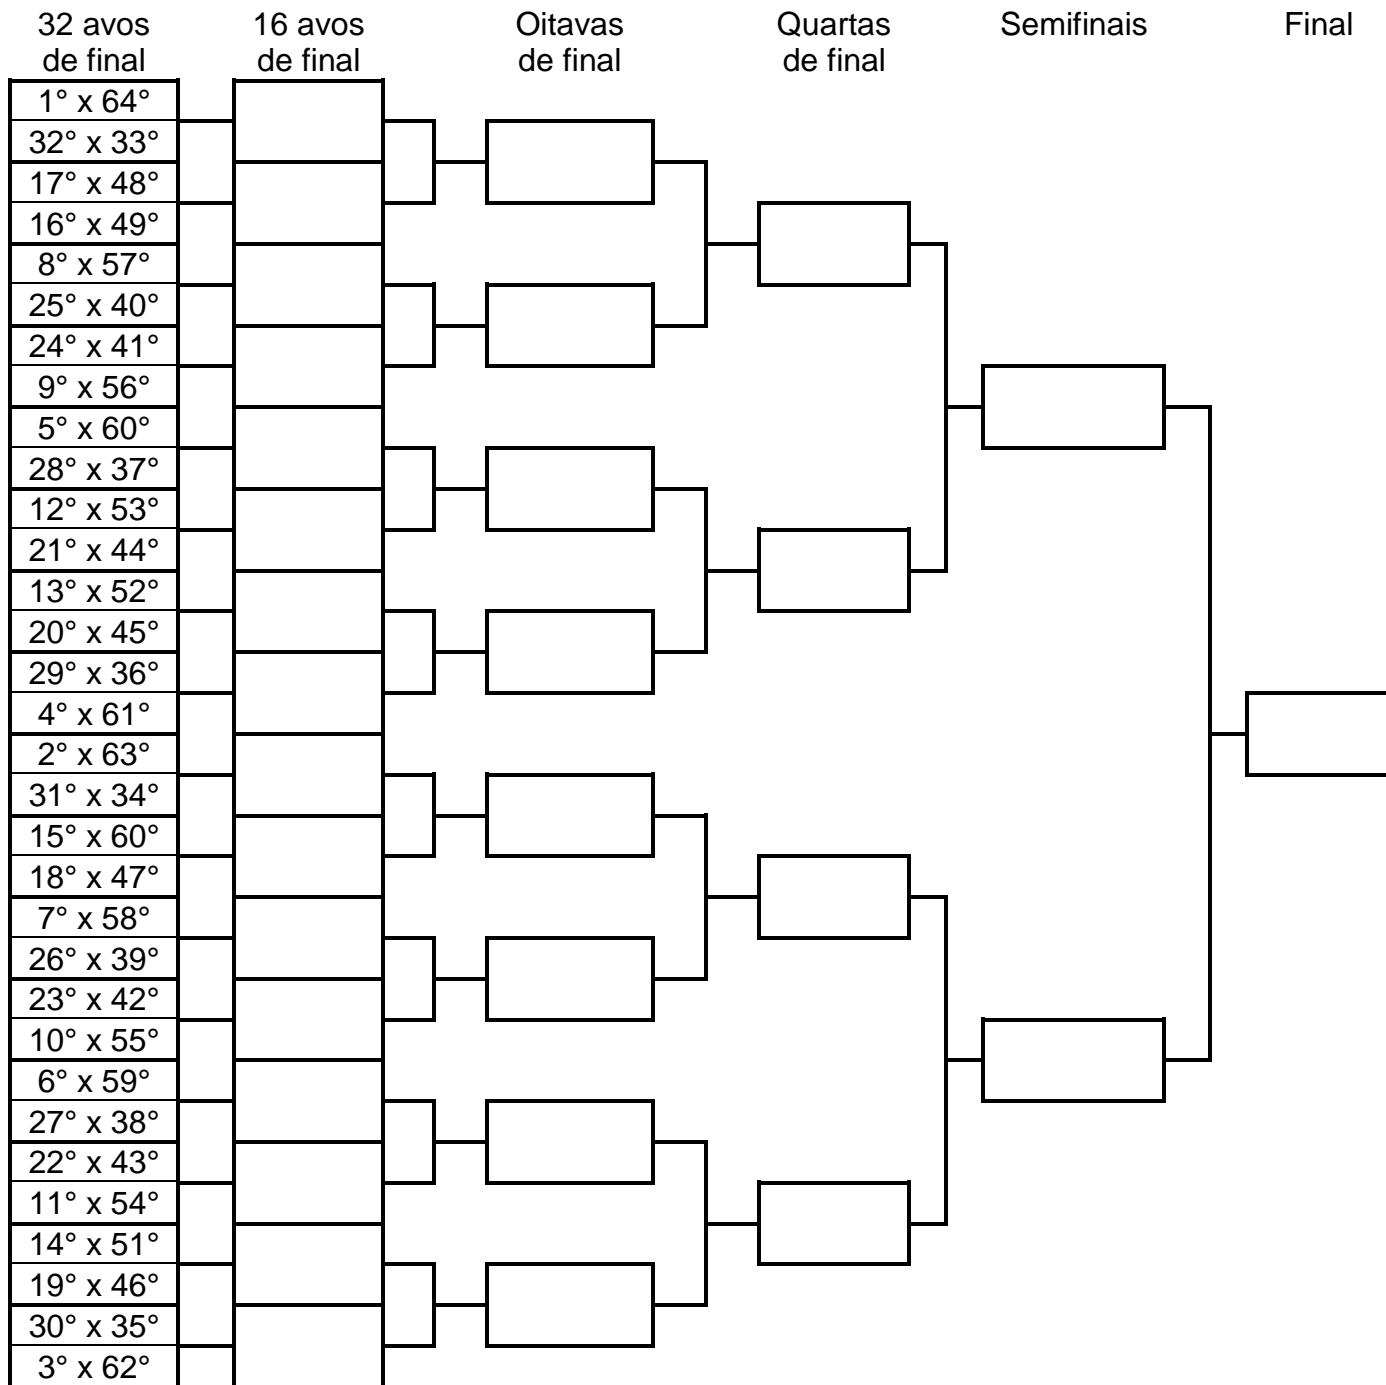 32 avos
de final
16 avos
de final
Oitavas
de final
Quartas
de final
Semifinais
Final
1° x 64°
32° x 33°
17° x 48°
16° x 49°
8° x 57°
25° x 40°
24° x 41°
9° x 56°
5° x 60°
28° x 37°
12° x 53°
21° x 44°
13° x 52°
20° x 45°
29° x 36°
4° x 61°
2° x 63°
31° x 34°
15° x 60°
18° x 47°
7° x 58°
26° x 39°
23° x 42°
10° x 55°
6° x 59°
27° x 38°
22° x 43°
11° x 54°
14° x 51°
19° x 46°
30° x 35°
3° x 62°